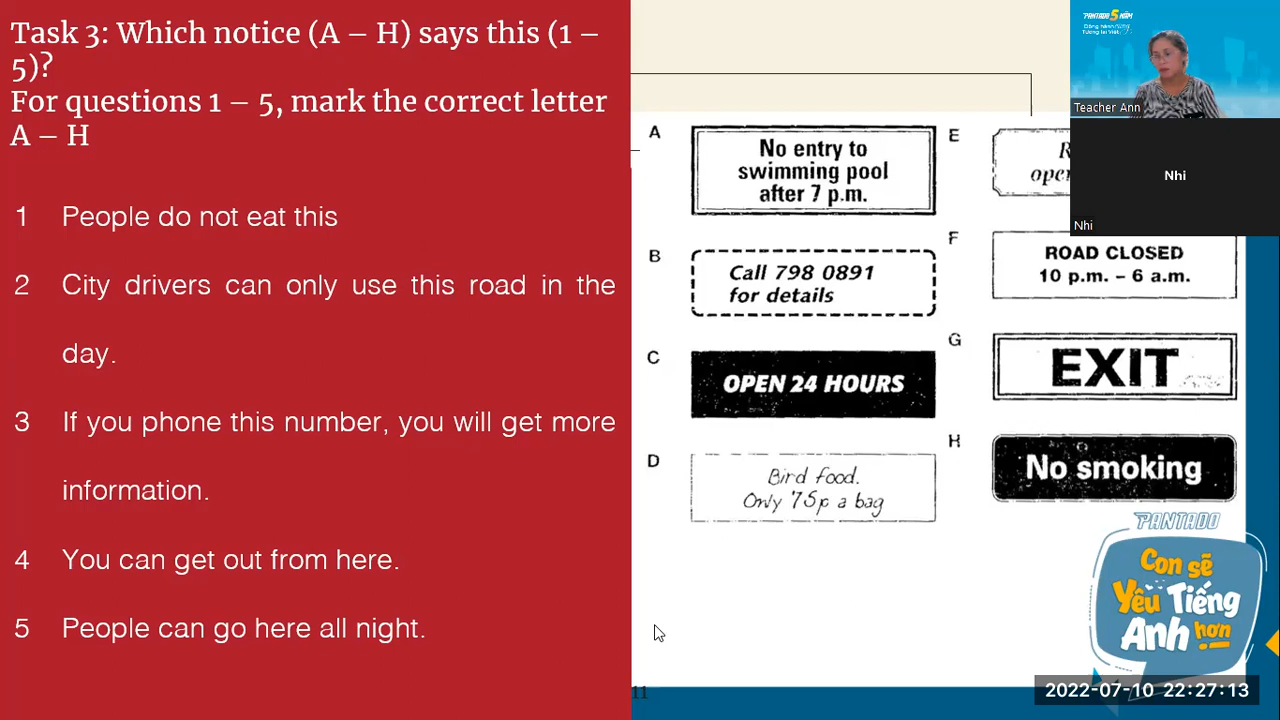 Task 3: Which notice (A – H) says this (1 –
5)?
For questions 1 – 5, mark the correct letter
A – H
1 People do not eat this
2 City drivers can only use this road in the
day.
3 If you phone this number, you will get more
information.
4 You can get out from here.
5 People can go here all night.
A
No entry to
swimming pool
after 7 p.m.
B
Call 798 0891
for details
C
OPEN 24 HOURS
D
Bird food.
Only 75p a bag
E
F
ROAD CLOSED
10 p.m. – 6 a.m.
G
EXIT
H
No smoking
PANTADO 5 NĂM
Teacher Ann
Nhi
Nhi
PANTADO
Con sẽ
Yêu Tiếng
Anh hơn
11
2022-07-10 22:27:13